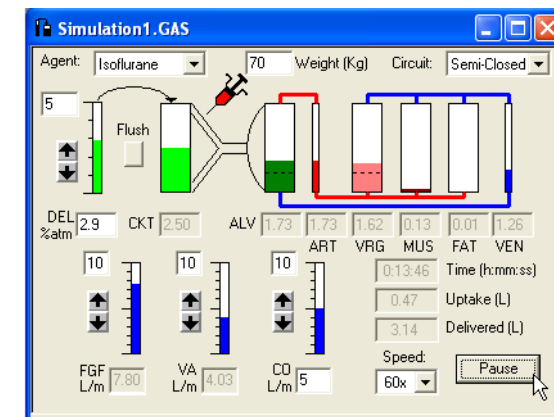 Simulation1.GAS
Agent: Isoflurane 70 Weight (Kg) Circuit: Semi-Closed
5
Flush
DEL %atm 2.9 CKT 2.50 ALV 1.73 1.73 1.62 0.13 0.01 1.26
ART VRG MUS FAT VEN
10 10 10 0:13:46 Time (h:mm:ss)
0.47 Uptake (L)
3.14 Delivered (L)
FGF L/m 7.80 VA L/m 4.03 CO L/m 5
Speed:
60x Pause